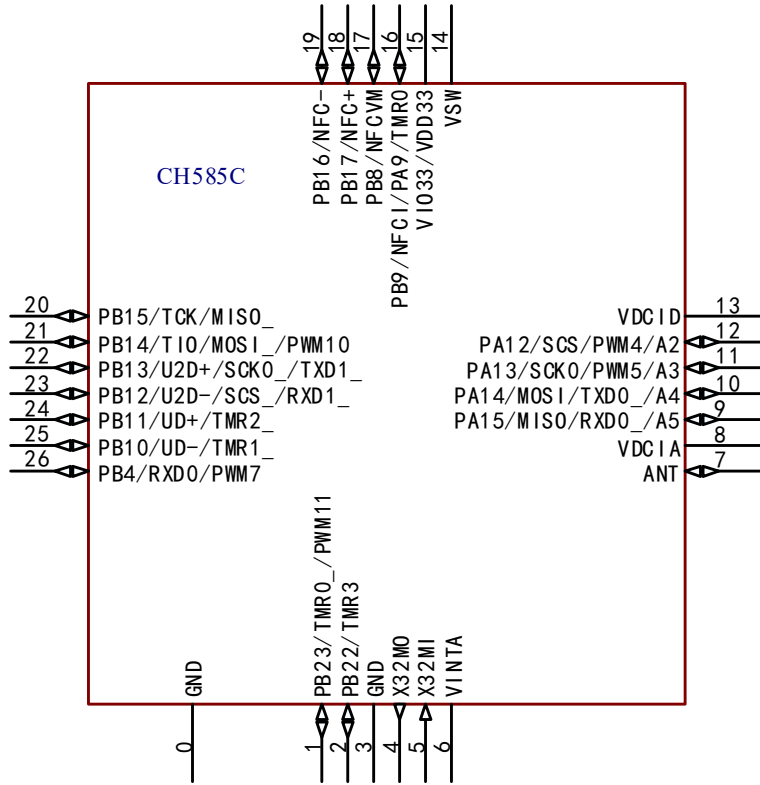 19
18
17
16
15
14
PB16/NFC-
PB17/NFC+
PB8/NFCVM
PB9/NFCI/PA9/TMR0
VIO33/VDD33
VSW
CH585C
20 PB15/TCK/MISO_
21 PB14/TIO/MOSI_/PWM10
22 PB13/U2D+/SCK0_/TXD1_
23 PB12/U2D-/SCS_/RXD1_
24 PB11/UD+/TMR2_
25 PB10/UD-/TMR1_
26 PB4/RXD0/PWM7
VDCID 13
PA12/SCS/PWM4/A2 12
PA13/SCK0/PWM5/A3 11
PA14/MOSI/TXD0_/A4 10
PA15/MISO/RXD0_/A5 9
VDCIA 8
ANT 7
GND
PB23/TMR0_/PWM11
PB22/TMR3
GND
X32MO
X32MI
VINTA
0
1
2
3
4
5
6